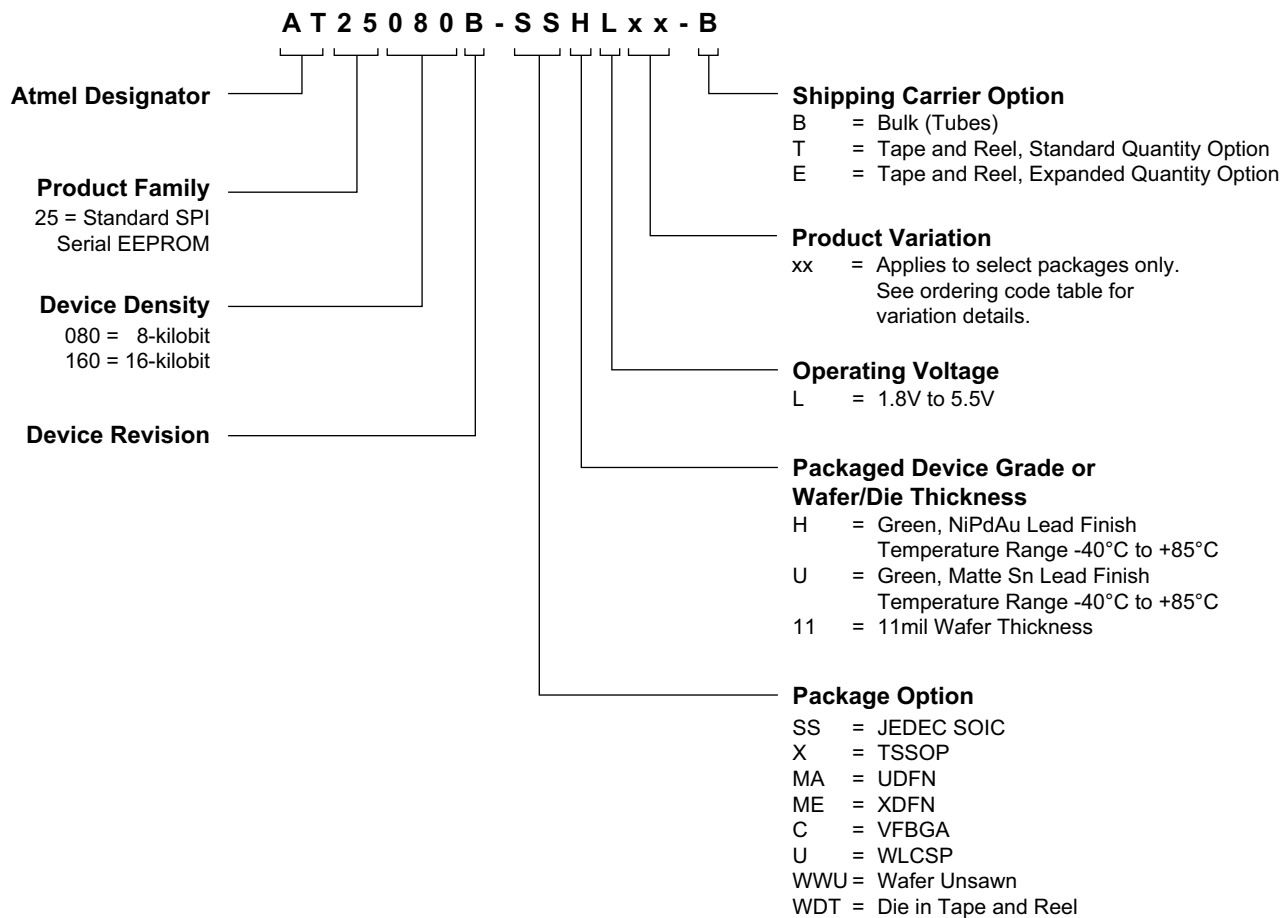 A T 2 5 0 8 0 B - S S H L x x - B
Atmel Designator
Product Family
25 = Standard SPI
Serial EEPROM
Device Density
080 = 8-kilobit
160 = 16-kilobit
Device Revision
Shipping Carrier Option
B = Bulk (Tubes)
T = Tape and Reel, Standard Quantity Option
E = Tape and Reel, Expanded Quantity Option
Product Variation
xx = Applies to select packages only.
See ordering code table for
variation details.
Operating Voltage
L = 1.8V to 5.5V
Packaged Device Grade or
Wafer/Die Thickness
H = Green, NiPdAu Lead Finish
Temperature Range -40°C to +85°C
U = Green, Matte Sn Lead Finish
Temperature Range -40°C to +85°C
11 = 11mil Wafer Thickness
Package Option
SS = JEDEC SOIC
X = TSSOP
MA = UDFN
ME = XDFN
C = VFBGA
U = WLCSP
WWU = Wafer Unsawn
WDT = Die in Tape and Reel